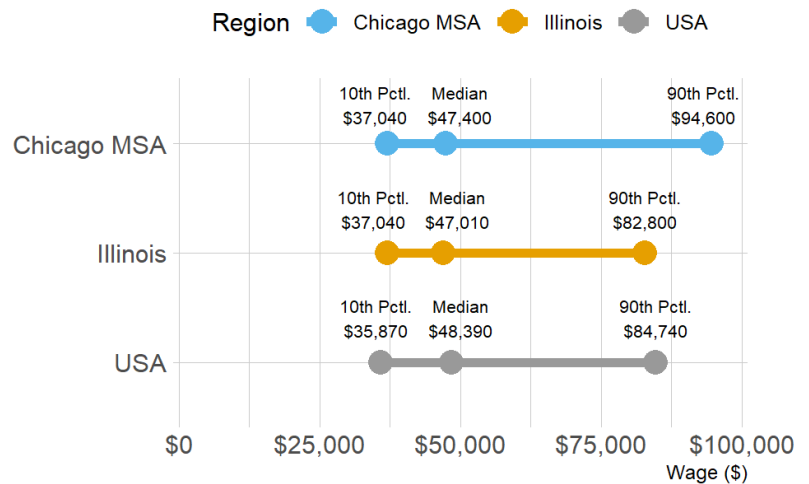 Region Chicago MSA Illinois USA
10th Pctl. Median 90th Pctl.
$37,040 $47,400 $94,600
Chicago MSA
10th Pctl. Median 90th Pctl.
$37,040 $47,010 $82,800
Illinois
10th Pctl. Median 90th Pctl.
$35,870 $48,390 $84,740
USA
$0 $25,000 $50,000 $75,000 $100,000
Wage ($)